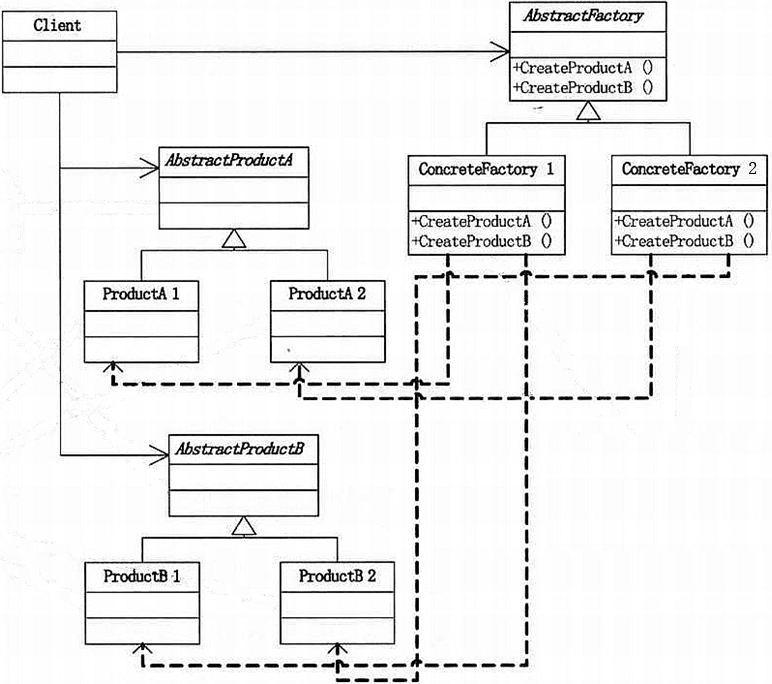 Client
AbstractFactory
+CreateProductA ()
+CreateProductB ()
AbstractProductA
ConcreteFactory 1
+CreateProductA ()
+CreateProductB ()
ConcreteFactory 2
+CreateProductA ()
+CreateProductB ()
ProductA 1
ProductA 2
AbstractProductB
ProductB 1
ProductB 2